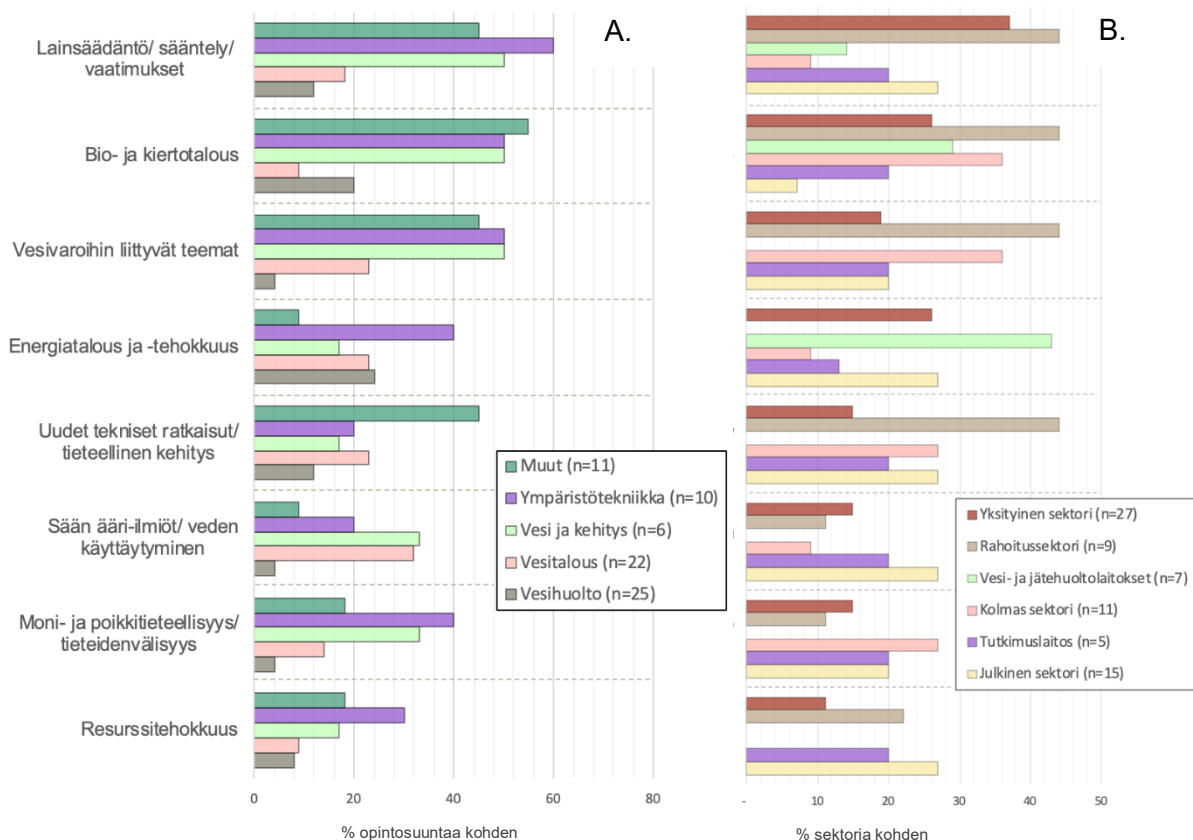 A.
B.
Lainsäädäntö/ sääntely/
vaatimukset
Bio- ja kiertotalous
Vesivaroihin liittyvät teemat
Energiatalous ja -tehokkuus
Uudet tekniset ratkaisut/
tieteellinen kehitys
Sään ääri-ilmiöt/ veden
käyttäytyminen
Moni- ja poikkitieteellisyys/
tieteidenvälisyys
Resurssitehokkuus
Muut (n=11)
Ympäristötekniikka (n=10)
Vesi ja kehitys (n=6)
Vesitalous (n=22)
Vesihuolto (n=25)
Yksityinen sektori (n=27)
Rahoitussektori (n=9)
Vesi- ja jätehuoltolaitokset (n=7)
Kolmas sektori (n=11)
Tutkimuslaitos (n=5)
Julkinen sektori (n=15)
0 20 40 60 80
% opintosuuntaa kohden
- 10 20 30 40 50
% sektoria kohden